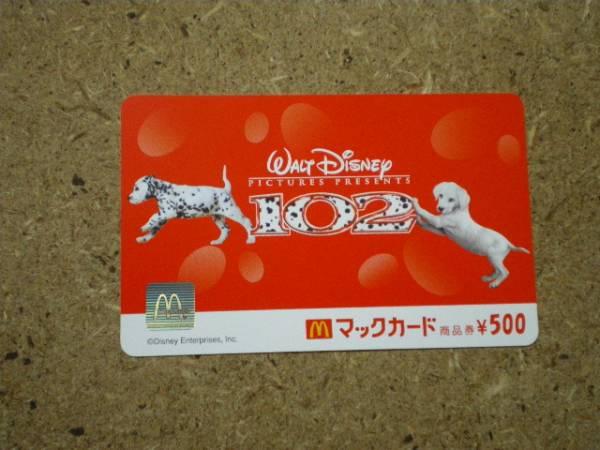 WALT DISNEY
PICTURES PRESENTS
102
M
©Disney Enterprises, Inc.
M マックカード 商品券 ¥500